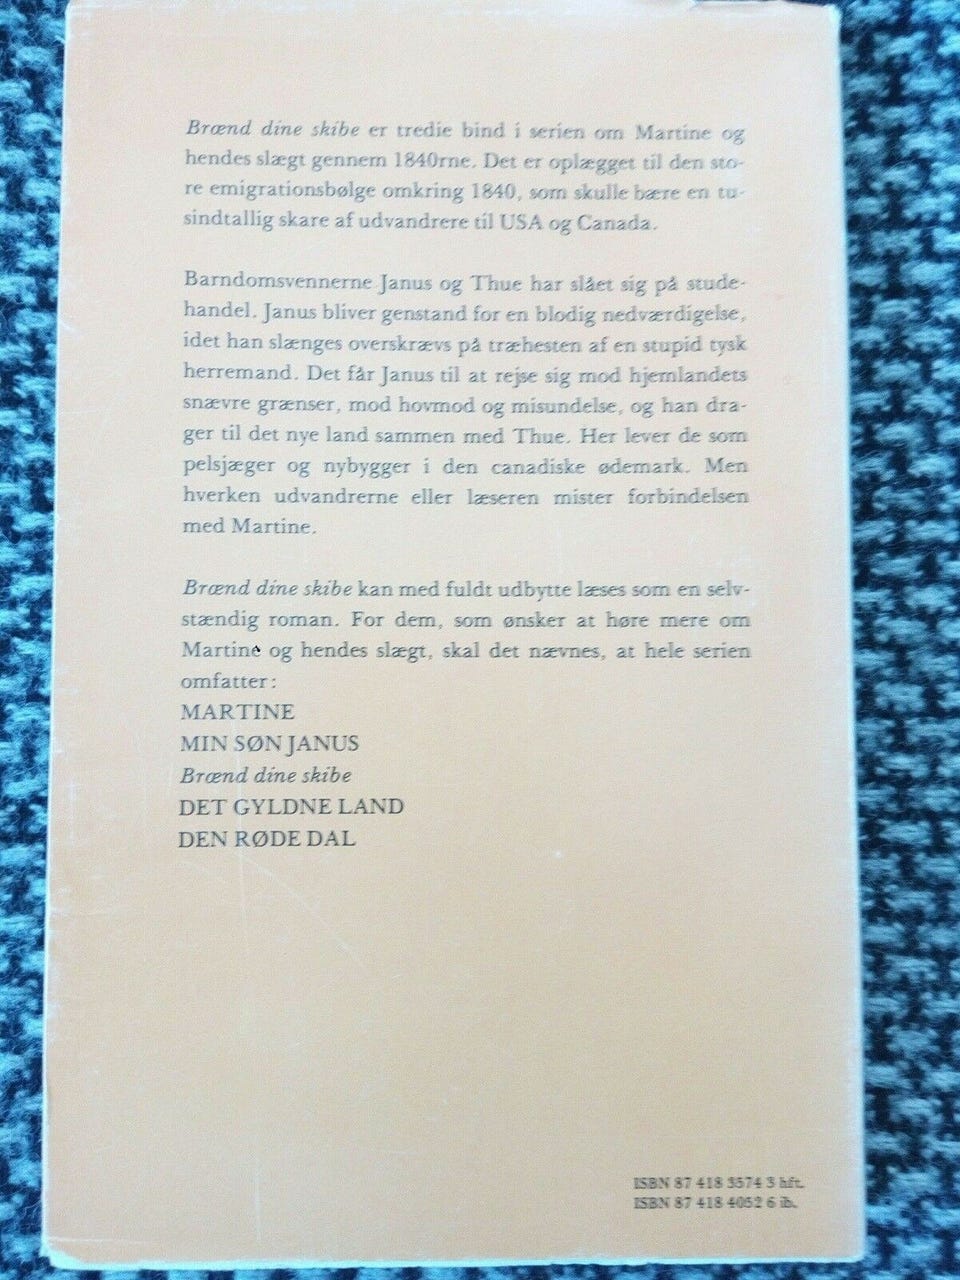 Brænd dine skibe er tredie bind i serien om Martine og
hendes slægt gennem 1840rne. Det er oplægget til den sto-
re emigrationsbølge omkring 1840, som skulle bære en tu-
sindtallig skare af udvandrere til USA og Canada.
Barndomsvennerne Janus og Thue har slået sig på stude-
handel. Janus bliver genstand for en blodig nedværdigelse,
idet han slænges overskrævs på træhesten af en stupid tysk
herremand. Det får Janus til at rejse sig mod hjemlandets
snævre grænser, mod hovmod og misundelse, og han dra-
ger til det nye land sammen med Thue. Her lever de som
pelsjæger og nybygger i den canadiske ødemark. Men
hverken udvandrerne eller læseren mister forbindelsen
med Martine.
Brænd dine skibe kan med fuldt udbytte læses som en selv-
stændig roman. For dem, som ønsker at høre mere om
Martine og hendes slægt, skal det nævnes, at hele serien
omfatter:
MARTINE
MIN SØN JANUS
Brænd dine skibe
DET GYLDNE LAND
DEN RØDE DAL
ISBN 87 418 3574 3 hft.
ISBN 87 418 4052 6 ib.